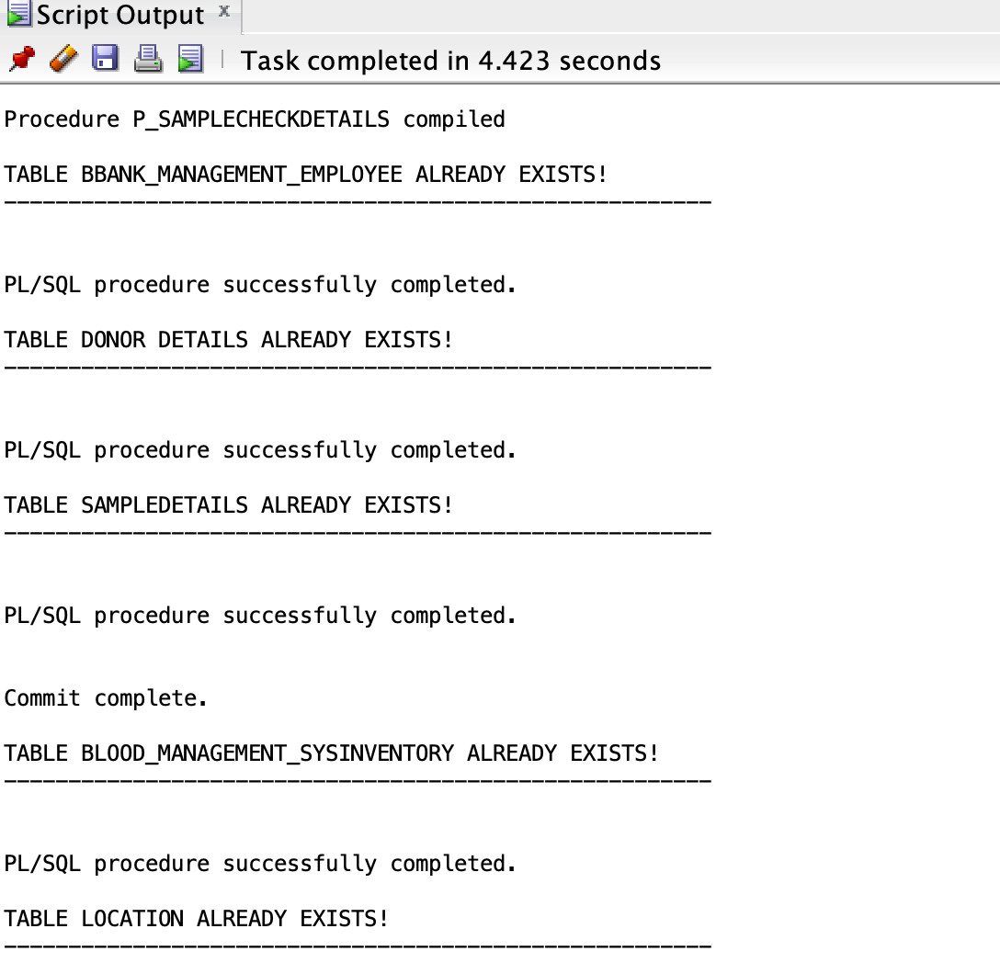 Script Output x
Task completed in 4.423 seconds
Procedure P_SAMPLECHECKDETAILS compiled
TABLE BBANK_MANAGEMENT_EMPLOYEE ALREADY EXISTS!
-------------------------------------------------------
PL/SQL procedure successfully completed.
TABLE DONOR DETAILS ALREADY EXISTS!
-------------------------------------------------------
PL/SQL procedure successfully completed.
TABLE SAMPLEDETAILS ALREADY EXISTS!
-------------------------------------------------------
PL/SQL procedure successfully completed.
Commit complete.
TABLE BLOOD_MANAGEMENT_SYSINVENTORY ALREADY EXISTS!
-------------------------------------------------------
PL/SQL procedure successfully completed.
TABLE LOCATION ALREADY EXISTS!
-------------------------------------------------------